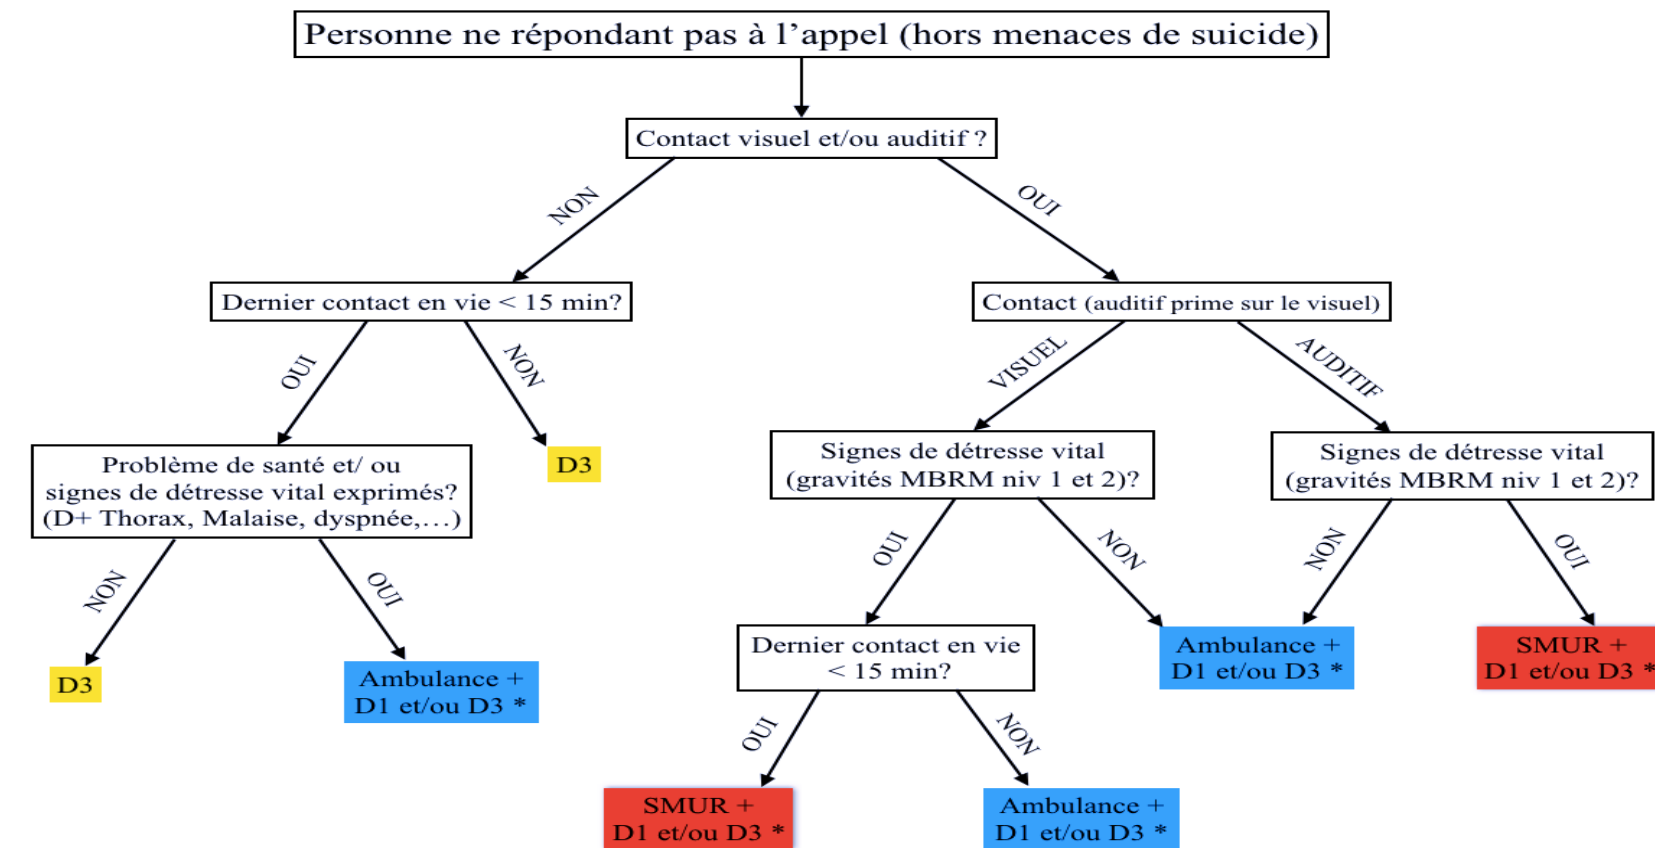 Personne ne répondant pas à l’appel (hors menaces de suicide)
Contact visuel et/ou auditif ?
NON
OUI
Dernier contact en vie < 15 min?
Contact (auditif prime sur le visuel)
OUI
NON
VISUEL
AUDITIF
D3
Problème de santé et/ ou
signes de détresse vital exprimés?
(D+ Thorax, Malaise, dyspnée,…)
Signes de détresse vital
(gravités MBRM niv 1 et 2)?
Signes de détresse vital
(gravités MBRM niv 1 et 2)?
NON
OUI
OUI
NON
NON
OUI
D3
Ambulance +
D1 et/ou D3 *
Dernier contact en vie
< 15 min?
Ambulance +
D1 et/ou D3 *
SMUR +
D1 et/ou D3 *
OUI
NON
SMUR +
D1 et/ou D3 *
Ambulance +
D1 et/ou D3 *